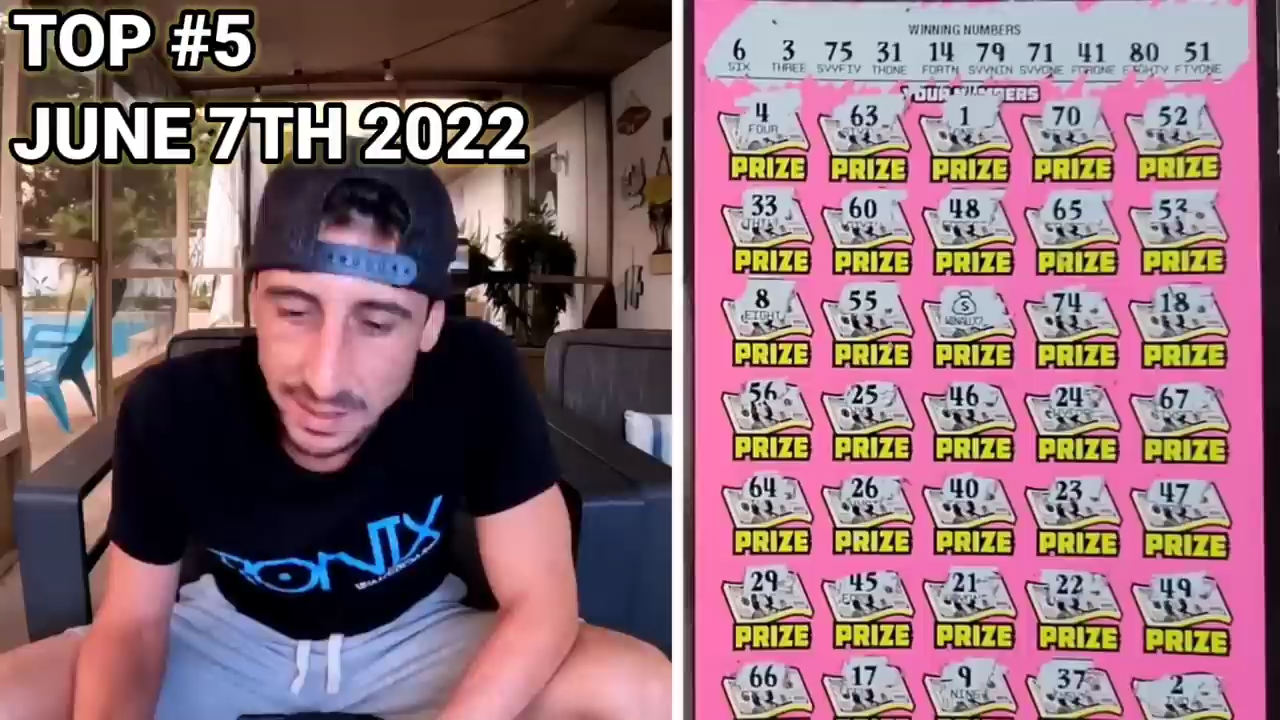 TOP #5
JUNE 7TH 2022
WINNING NUMBERS
6 3 75 31 14 79 71 41 80 51
SIX THREE SVYFIV THONE FORTN SVYNIN SVYONE FRONE EIGHTY FTYONE
YOUR NUMBERS
4 63 1 70 52
FOUR
PRIZE PRIZE PRIZE PRIZE PRIZE
33 60 48 65 53
PRIZE PRIZE PRIZE PRIZE PRIZE
8 55 $ 74 18
EIGHT WINALL
PRIZE PRIZE PRIZE PRIZE PRIZE
56 25 46 24 67
PRIZE PRIZE PRIZE PRIZE PRIZE
64 26 40 23 47
PRIZE PRIZE PRIZE PRIZE PRIZE
29 45 21 22 49
PRIZE PRIZE PRIZE PRIZE PRIZE
66 17 9 37 2
NINE TWO